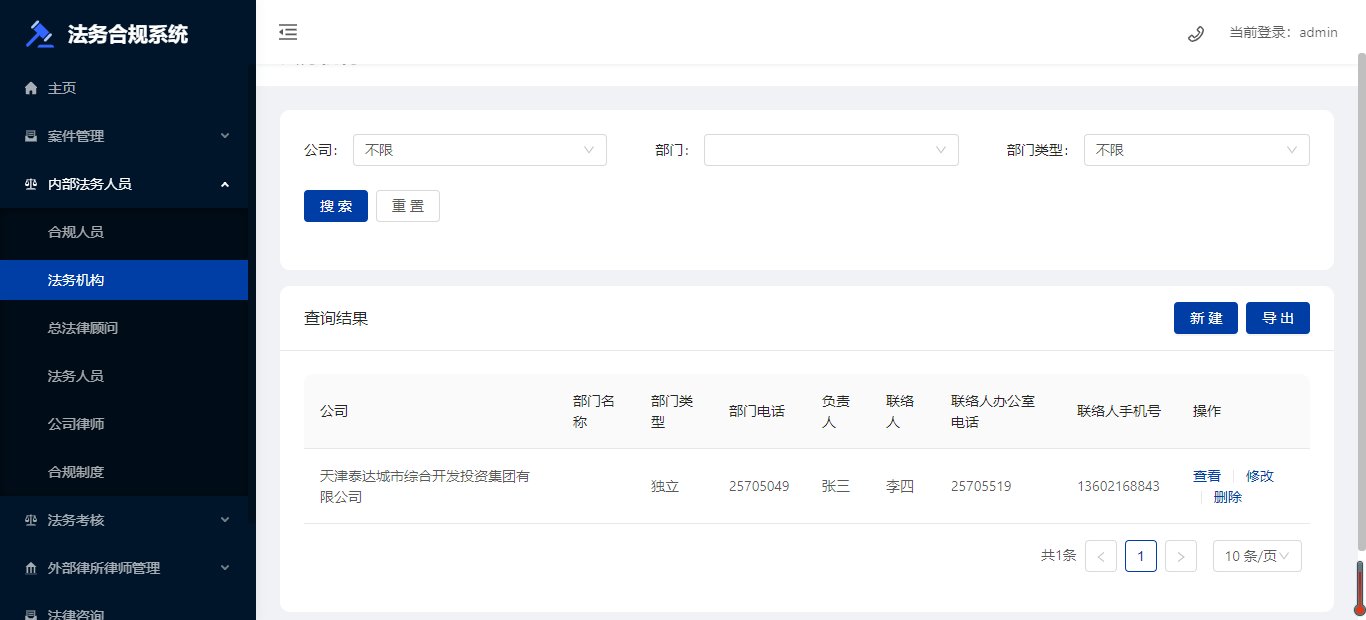 法务合规系统
当前登录：admin
主页
案件管理
内部法务人员
合规人员
法务机构
总法律顾问
法务人员
公司律师
合规制度
法务考核
外部律所律师管理
法律咨询
公司： 不限 部门： 部门类型： 不限
搜 索 重 置
查询结果 新 建 导 出
公司 部门名称 部门类型 部门电话 负责人 联络人 联络人办公室电话 联络人手机号 操作
天津泰达城市综合开发投资集团有
限公司
独立 25705049 张三 李四 25705519 13602168843 查看 修改
删除
共1条 < 1 > 10 条/页